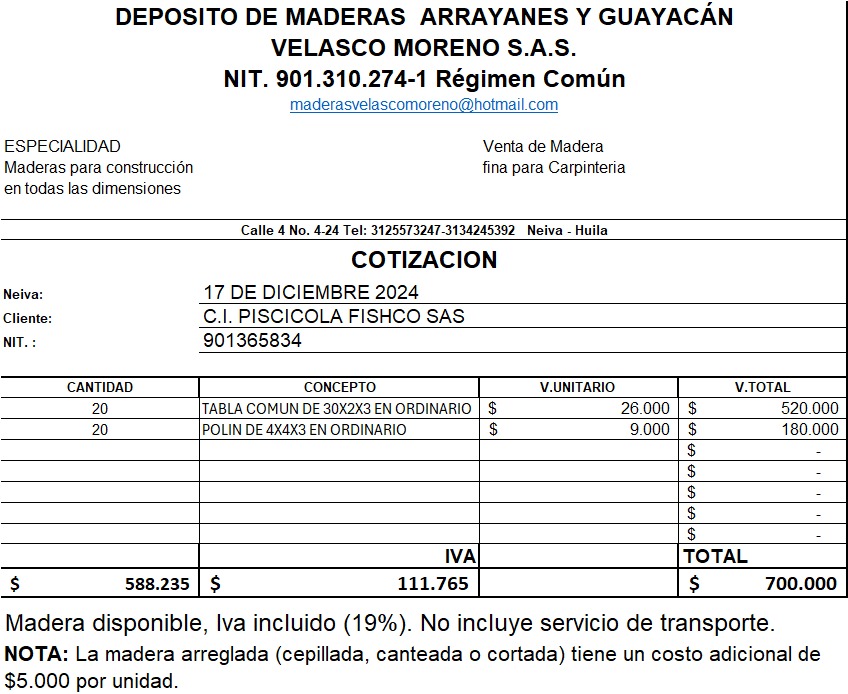 DEPOSITO DE MADERAS ARRAYANES Y GUAYACÁN
VELASCO MORENO S.A.S.
NIT. 901.310.274-1 Régimen Común
maderasvelascomoreno@hotmail.com
ESPECIALIDAD Venta de Madera
Maderas para construcción fina para Carpinteria
en todas las dimensiones
Calle 4 No. 4-24 Tel: 3125573247-3134245392 Neiva - Huila
COTIZACION
Neiva: 17 DE DICIEMBRE 2024
Cliente: C.I. PISCICOLA FISHCO SAS
NIT. : 901365834
CANTIDAD CONCEPTO V.UNITARIO V.TOTAL
20 TABLA COMUN DE 30X2X3 EN ORDINARIO $ 26.000 $ 520.000
20 POLIN DE 4X4X3 EN ORDINARIO $ 9.000 $ 180.000
$ -
$ -
$ -
$ -
$ -
IVA TOTAL
$ 588.235 $ 111.765 $ 700.000
Madera disponible, Iva incluido (19%). No incluye servicio de transporte.
NOTA: La madera arreglada (cepillada, canteada o cortada) tiene un costo adicional de
$5.000 por unidad.